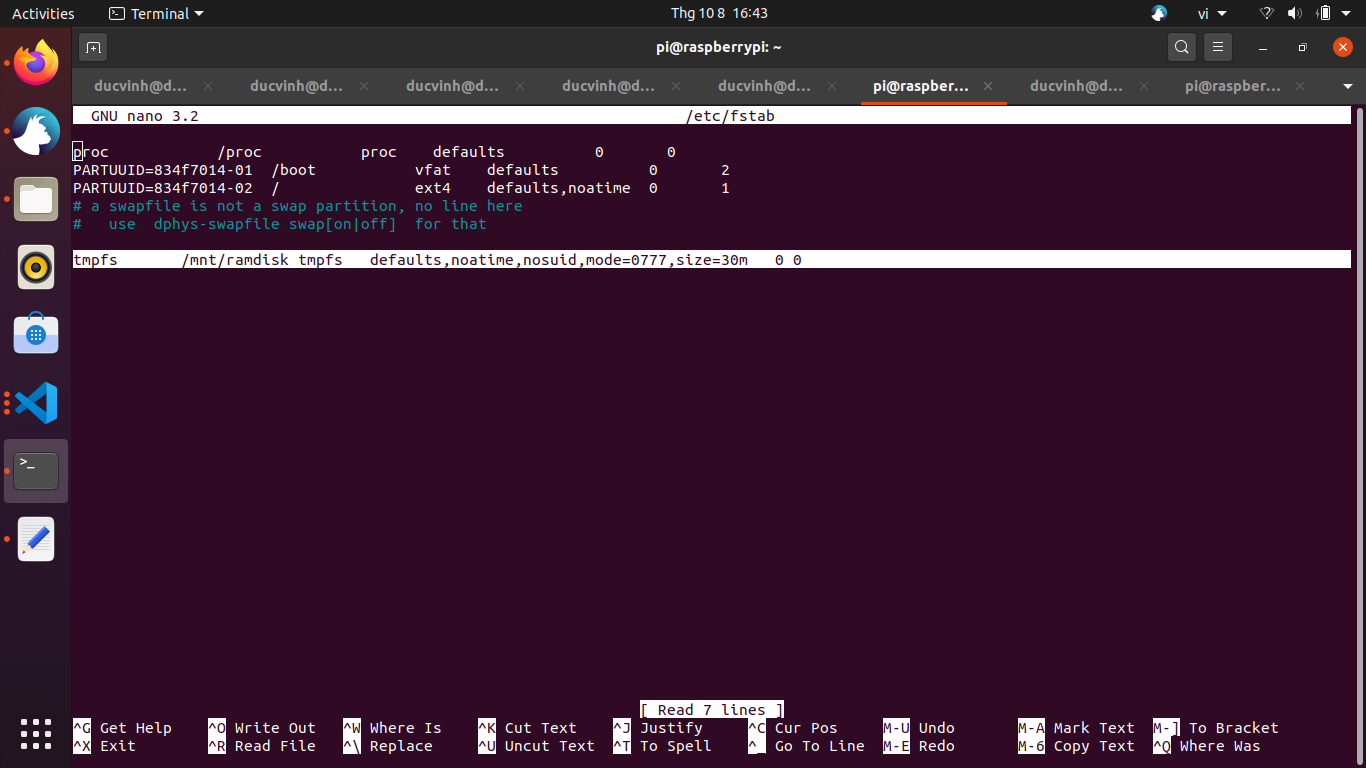 Activities Terminal Thg 10 8 16:43 vi
pi@raspberrypi: ~
ducvinh@d... ducvinh@d... ducvinh@d... ducvinh@d... ducvinh@d... pi@raspber... ducvinh@d... pi@raspber...
GNU nano 3.2 /etc/fstab
proc /proc proc defaults 0 0
PARTUUID=834f7014-01 /boot vfat defaults 0 2
PARTUUID=834f7014-02 / ext4 defaults,noatime 0 1
# a swapfile is not a swap partition, no line here
# use dphys-swapfile swap[on|off] for that
tmpfs /mnt/ramdisk tmpfs defaults,noatime,nosuid,mode=0777,size=30m 0 0
[ Read 7 lines ]
^G Get Help ^O Write Out ^W Where Is ^K Cut Text ^J Justify ^C Cur Pos M-U Undo M-A Mark Text M-] To Bracket
^X Exit ^R Read File ^\ Replace ^U Uncut Text ^T To Spell ^_ Go To Line M-E Redo M-6 Copy Text ^Q Where Was